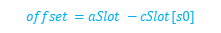 offset = aSlot − cSlot[s0]